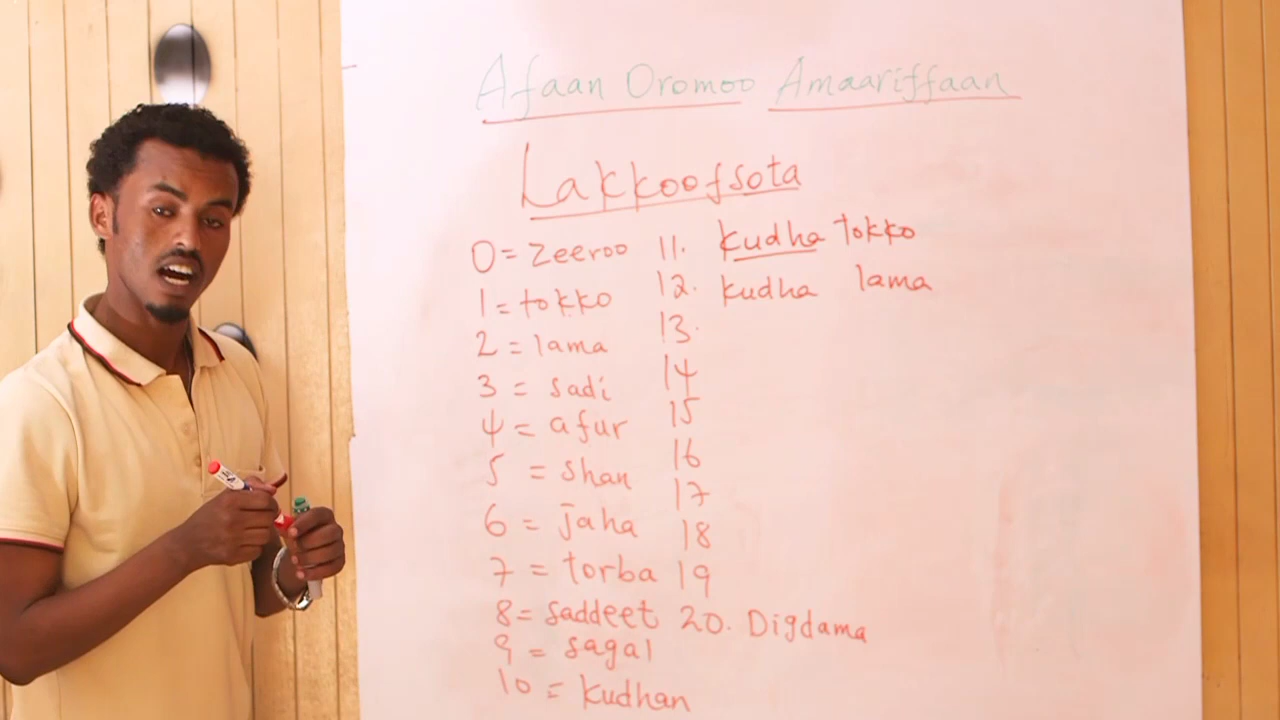 Afaan Oromoo Amaariffaan
Lakkoofsota
0 = Zeeroo
1 = tokko
2 = lama
3 = sadi
4 = afur
5 = shan
6 = jaha
7 = torba
8 = saddeet
9 = sagal
10 = kudhan
11. kudha tokko
12. kudha lama
13.
14
15
16
17
18
19
20. Digdama